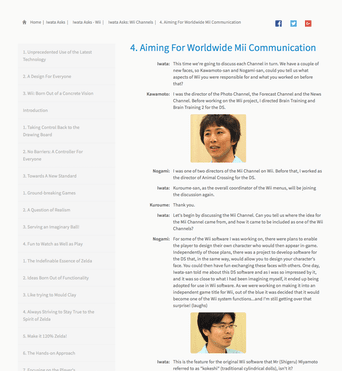 Home | Iwata Asks | Iwata Asks: Wii | Iwata Asks: Mii Channels | 4. Aiming For Worldwide Mii Communication
4. Aiming For Worldwide Mii Communication
1. Unprecedented Use of the Latest
Technology
2. A Design For Everyone
3. Wii: Born Out of a Concrete Vision
Introduction
1. Taking Control Back to the
Drawing Board
2. No Barriers: A Controller For
Everyone
3. Towards A New Standard
1. Ground-breaking Games
2. A Question of Realism
3. Serving an Imaginary Ball!
4. Fun to Watch as Well as Play
1. The Indefinable Essence of Zelda
2. Ideas Born Out of Functionality
3. Like trying to Mould Clay
4. Always Striving to Stay True to the
Spirit of Zelda
5. Make it 120% Zelda!
6. The Hands-on Approach
7. Focusing on the Player's
Iwata: This time we're going to discuss each Channel in turn. We have a couple of
new faces, so Kawamoto-san and Nogami-san, could you tell us what
aspects of Wii you were responsible for and what you worked on before
that?
Kawamoto: I was the director of the Photo Channel, the Forecast Channel and the News
Channel. Before working on the Wii project, I directed Brain Training and
Brain Training 2 for the DS.
Nogami: I was one of two directors of the Mii Channel on Wii. Before that, I worked as
the director of Animal Crossing for the DS.
Iwata: Kurisume-san, as the overall coordinator of the Wii menus, will be joining
the discussion again.
Kurisume: Thank you.
Iwata: Let's begin by discussing the Mii Channel. Can you tell us where the idea for
the Mii Channel came from, and how it came to be included as one of the Wii
Channels?
Nogami: For some of the Wii software I was working on, there were plans to enable
the player to design their own character who would then appear in-game.
Independently of these plans, there was a project to develop software for
the DS that, in the same way, would allow you to design your character's
face. You could then have fun exchanging these faces with others. One day,
Iwata-san told me about this DS software and as I was so impressed by it,
and it was so close to what I had been imagining myself, it ended up being
adopted for use in Wii software. As we were working on making it into an
independent game title for Wii, out of the blue it was decided that it would
become one of the Wii system functions...and I'm still getting over that
surprise! (laughs)
Iwata: This is the feature for the original Wii software that Mr (Shigeru) Miyamoto
referred to as "kokeshi" (traditional cylindrical dolls), isn't it?